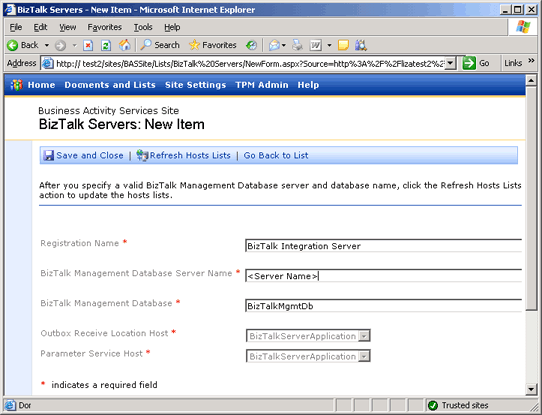 BizTalk Servers - New Item - Microsoft Internet Explorer
File Edit View Favorites Tools Help
Back Search Favorites
Address http:// test2/sites/BASSite/Lists/BizTalk%20Servers/NewForm.aspx?Source=http%3A%2F%2Flizatest2% Go Links »
Home Documents and Lists Site Settings TPM Admin Help
Business Activity Services Site
BizTalk Servers: New Item
Save and Close | Refresh Hosts Lists | Go Back to List
After you specify a valid BizTalk Management Database server and database name, click the Refresh Hosts Lists
action to update the hosts lists.
Registration Name * BizTalk Integration Server
BizTalk Management Database Server Name * <Server Name>
BizTalk Management Database * BizTalkMgmtDb
Outbox Receive Location Host * BizTalkServerApplication
Parameter Service Host * BizTalkServerApplication
* indicates a required field
Dor Trusted sites